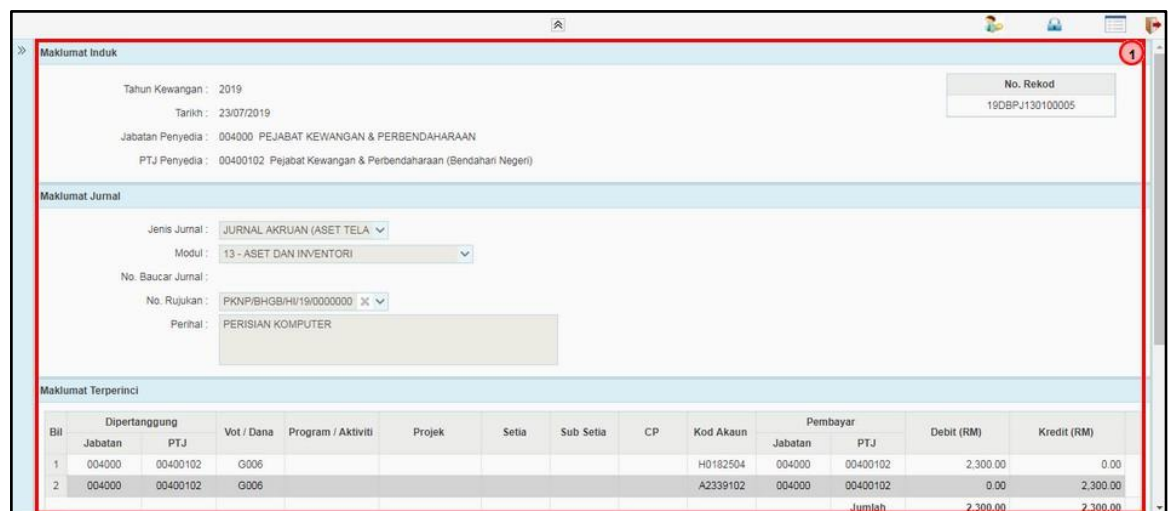 Maklumat Induk
1
Tahun Kewangan : 2019
No. Rekod
Tarikh : 23/07/2019
19DBPJ130100005
Jabatan Penyedia : 004000 PEJABAT KEWANGAN & PERBENDAHARAAN
PTJ Penyedia : 00400102 Pejabat Kewangan & Perbendaharaan (Bendahari Negeri)
Maklumat Jurnal
Jenis Jurnal : JURNAL AKRUAN (ASET TELA
Modul : 13 - ASET DAN INVENTORI
No. Baucar Jurnal :
No. Rujukan : PKNP/BHGB/HI/19/0000000
Perihal : PERISIAN KOMPUTER
Maklumat Terperinci
Bil Dipertanggung Vot / Dana Program / Aktiviti Projek Setia Sub Setia CP Kod Akaun Pembayar Debit (RM) Kredit (RM)
Jabatan PTJ Jabatan PTJ
1 004000 00400102 G006 H0182504 004000 00400102 2,300.00 0.00
2 004000 00400102 G006 A2339102 004000 00400102 0.00 2,300.00
Jumlah 2,300.00 2,300.00